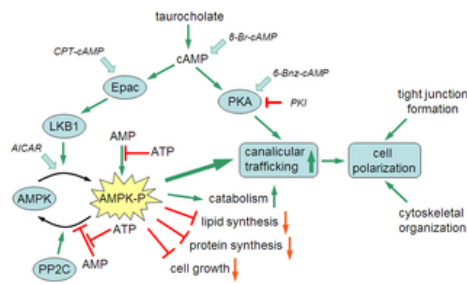 taurocholate
8-Br-cAMP
CPT-cAMP
cAMP
6-Bnz-cAMP
Epac
PKA
PKI
tight junction
formation
LKB1
AICAR
AMP
ATP
canalicular
trafficking
cell
polarization
AMPK
AMPK-P
catabolism
ATP
lipid synthesis
cytoskeletal
organization
PP2C
AMP
protein synthesis
cell growth